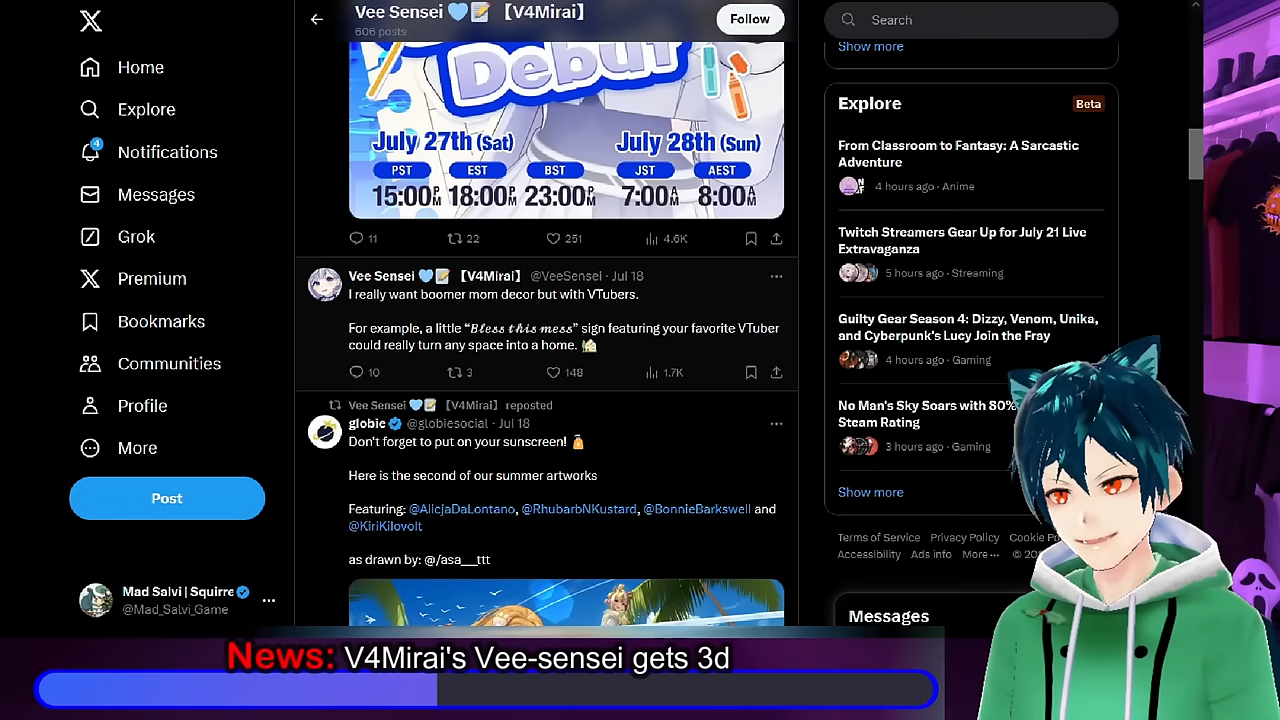 Home
Explore
4
Notifications
Messages
Grok
Premium
Bookmarks
Communities
Profile
More
Post
Mad Salvi | Squirre
@Mad_Salvi_Game
Vee Sensei 🩵📝 【V4Mirai】
606 posts
Follow
Debut
July 27th (Sat)
July 28th (Sun)
PST
EST
BST
JST
AEST
15:00PM
18:00PM
23:00PM
7:00AM
8:00AM
11
22
251
4.6K
Vee Sensei 🩵📝 【V4Mirai】 @VeeSensei · Jul 18
I really want boomer mom decor but with VTubers.
For example, a little “𝓑𝓵𝓮𝓼𝓼 𝓽𝓱𝓲𝓼 𝓶𝓮𝓼𝓼” sign featuring your favorite VTuber
could really turn any space into a home. 🏡
10
3
148
1.7K
Vee Sensei 🩵📝 【V4Mirai】 reposted
globie @globiesocial · Jul 18
Don't forget to put on your sunscreen! 🧴
Here is the second of our summer artworks
Featuring: @AlicjaDaLontano, @RhubarbNKustard, @BonnieBarkswell and
@KiriKilovolt
as drawn by: @/asa__ttt
Search
Show more
Explore
Beta
From Classroom to Fantasy: A Sarcastic
Adventure
4 hours ago · Anime
Twitch Streamers Gear Up for July 21 Live
Extravaganza
5 hours ago · Streaming
Guilty Gear Season 4: Dizzy, Venom, Unika,
and Cyberpunk's Lucy Join the Fray
4 hours ago · Gaming
No Man's Sky Soars with 80%
Steam Rating
3 hours ago · Gaming
Show more
Terms of Service Privacy Policy Cookie Po
Accessibility Ads info More ··· © 20
Messages
News: V4Mirai's Vee-sensei gets 3d